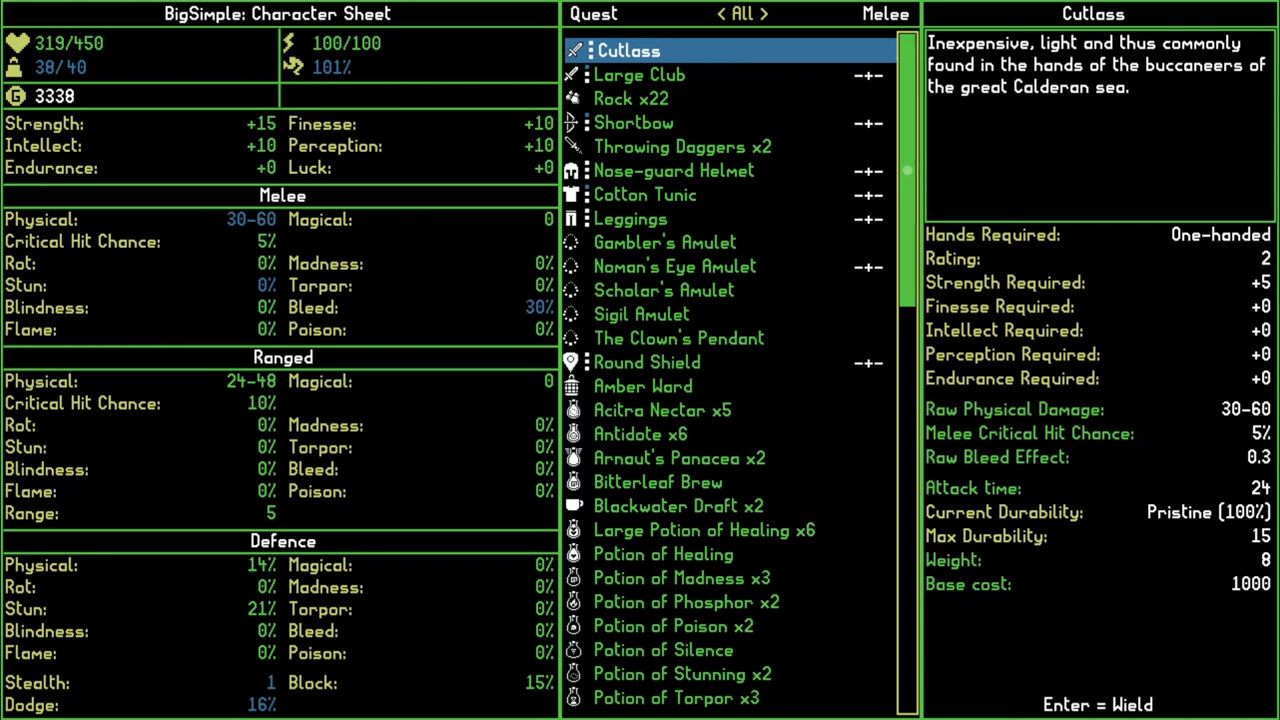 BigSimple: Character Sheet
319/450 100/100
38/40 101%
G 3338
Strength: +15 Finesse: +10
Intellect: +10 Perception: +10
Endurance: +0 Luck: +0
Melee
Physical: 30-60 Magical: 0
Critical Hit Chance: 5%
Rot: 0% Madness: 0%
Stun: 0% Torpor: 0%
Blindness: 0% Bleed: 30%
Flame: 0% Poison: 0%
Ranged
Physical: 24-48 Magical: 0
Critical Hit Chance: 10%
Rot: 0% Madness: 0%
Stun: 0% Torpor: 0%
Blindness: 0% Bleed: 0%
Flame: 0% Poison: 0%
Range: 5
Defence
Physical: 14% Magical: 0%
Rot: 0% Madness: 0%
Stun: 21% Torpor: 0%
Blindness: 0% Bleed: 0%
Flame: 0% Poison: 0%
Stealth: 1 Block: 15%
Dodge: 16%
Quest < All > Melee
Cutlass
Large Club -+-
Rock x22
Shortbow -+-
Throwing Daggers x2
Nose-guard Helmet -+-
Cotton Tunic -+-
Leggings -+-
Gambler's Amulet
Noman's Eye Amulet -+-
Scholar's Amulet
Sigil Amulet
The Clown's Pendant
Round Shield -+-
Amber Ward
Acitra Nectar x5
Antidote x6
Arnaut's Panacea x2
Bitterleaf Brew
Blackwater Draft x2
Large Potion of Healing x6
Potion of Healing
Potion of Madness x3
Potion of Phosphor x2
Potion of Poison x2
Potion of Silence
Potion of Stunning x2
Potion of Torpor x3
Cutlass
Inexpensive, light and thus commonly
found in the hands of the buccaneers of
the great Calderan sea.
Hands Required: One-handed
Rating: 2
Strength Required: +5
Finesse Required: +0
Intellect Required: +0
Perception Required: +0
Endurance Required: +0
Raw Physical Damage: 30-60
Melee Critical Hit Chance: 5%
Raw Bleed Effect: 0.3
Attack time: 24
Current Durability: Pristine (100%)
Max Durability: 15
Weight: 8
Base cost: 1000
Enter = Wield